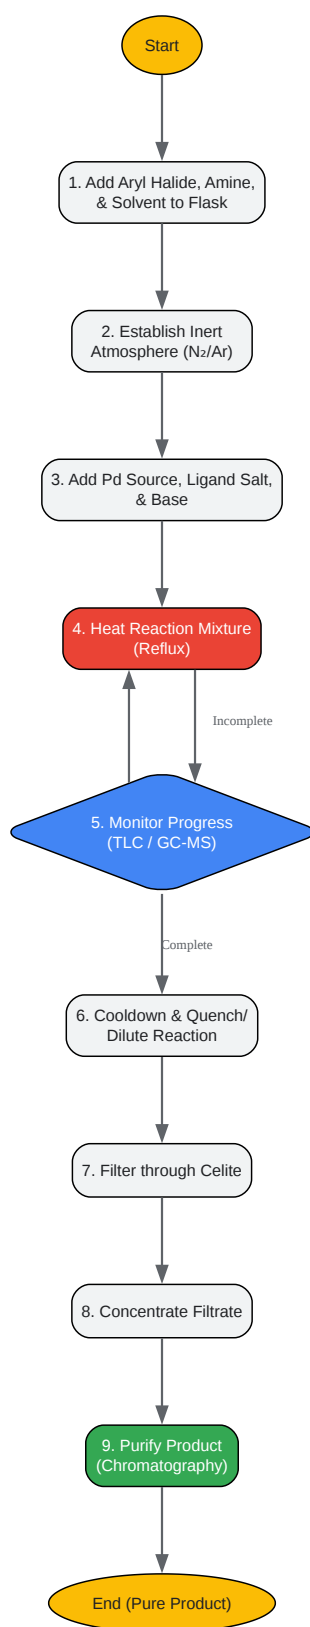 Start
1. Add Aryl Halide, Amine,
& Solvent to Flask
2. Establish Inert
Atmosphere (N₂/Ar)
3. Add Pd Source, Ligand Salt,
& Base
4. Heat Reaction Mixture
(Reflux)
Incomplete
5. Monitor Progress
(TLC / GC-MS)
Complete
6. Cooldown & Quench/
Dilute Reaction
7. Filter through Celite
8. Concentrate Filtrate
9. Purify Product
(Chromatography)
End (Pure Product)